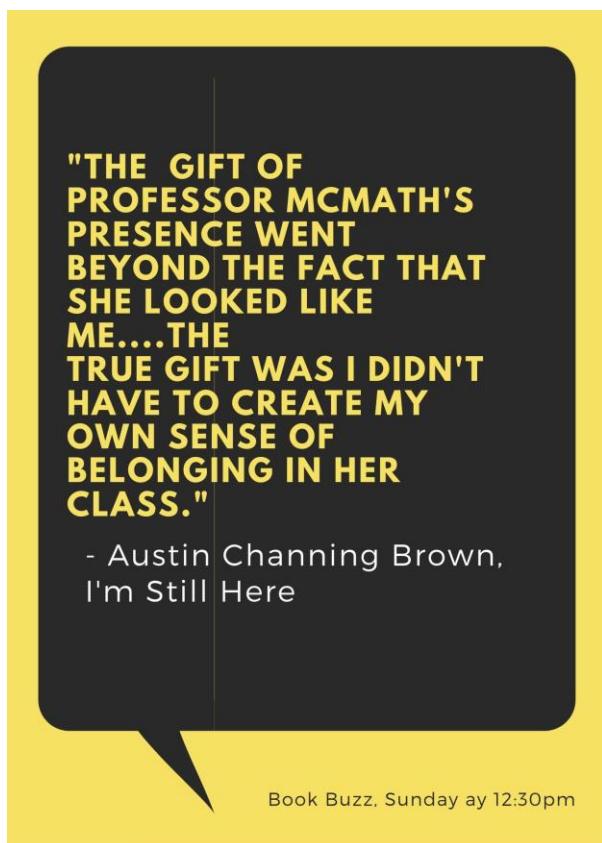 "THE  GIFT OF
PROFESSOR MCMATH'S
PRESENCE WENT
BEYOND THE FACT THAT
SHE LOOKED LIKE
ME....THE
TRUE GIFT WAS I DIDN'T
HAVE TO CREATE MY
OWN SENSE OF
BELONGING IN HER
CLASS."
- Austin Channing Brown,
I'm Still Here
Book Buzz, Sunday ay 12:30pm